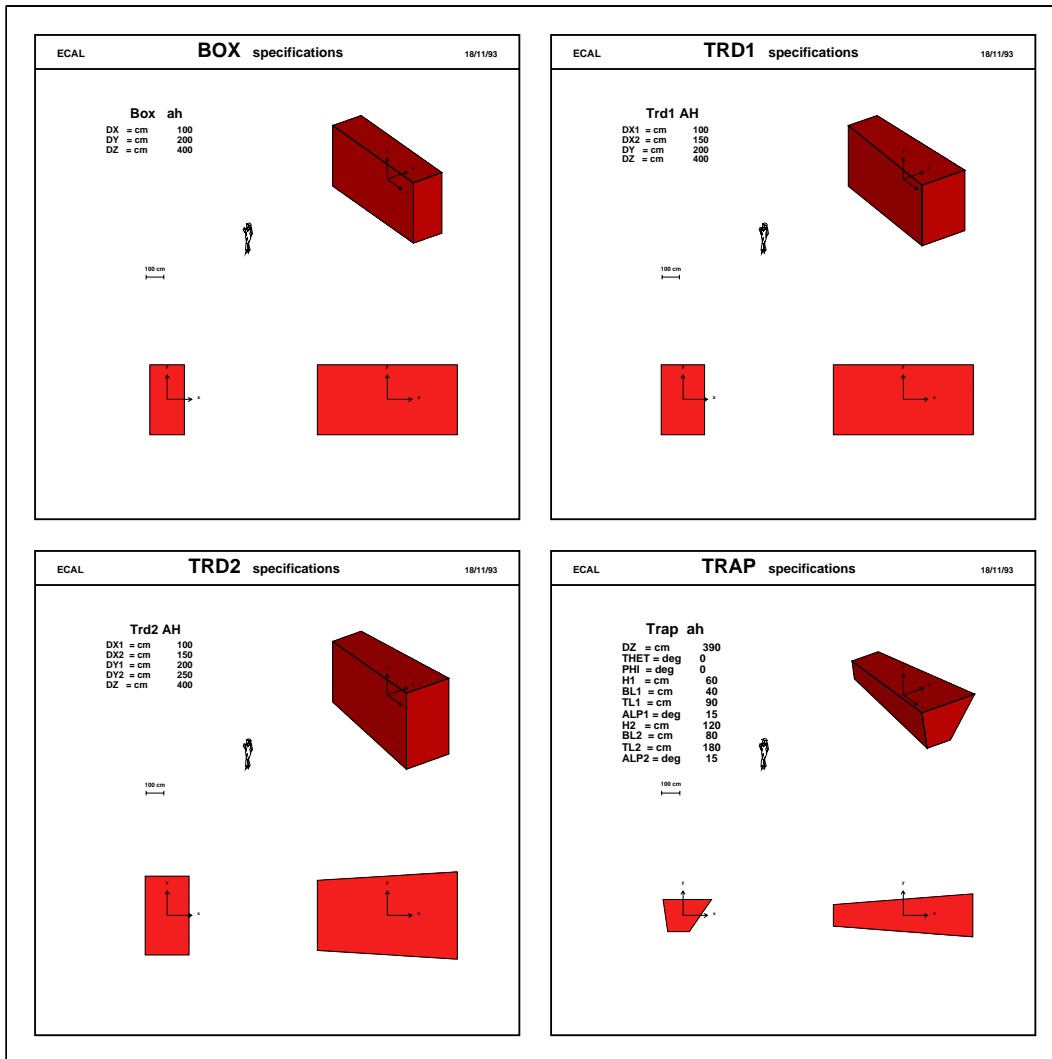 ECAL BOX specifications 18/11/93
Box ah
DX = cm 100
DY = cm 200
DZ = cm 400
100 cm
y
x
y
z
ECAL TRD1 specifications 18/11/93
Trd1 AH
DX1 = cm 100
DX2 = cm 150
DY = cm 200
DZ = cm 400
100 cm
y
x
y
z
ECAL TRD2 specifications 18/11/93
Trd2 AH
DX1 = cm 100
DX2 = cm 150
DY1 = cm 200
DY2 = cm 250
DZ = cm 400
100 cm
y
x
y
z
ECAL TRAP specifications 18/11/93
Trap ah
DZ = cm 390
THET = deg 0
PHI = deg 0
H1 = cm 60
BL1 = cm 40
TL1 = cm 90
ALP1 = deg 15
H2 = cm 120
BL2 = cm 80
TL2 = cm 180
ALP2 = deg 15
100 cm
y
x
y
z